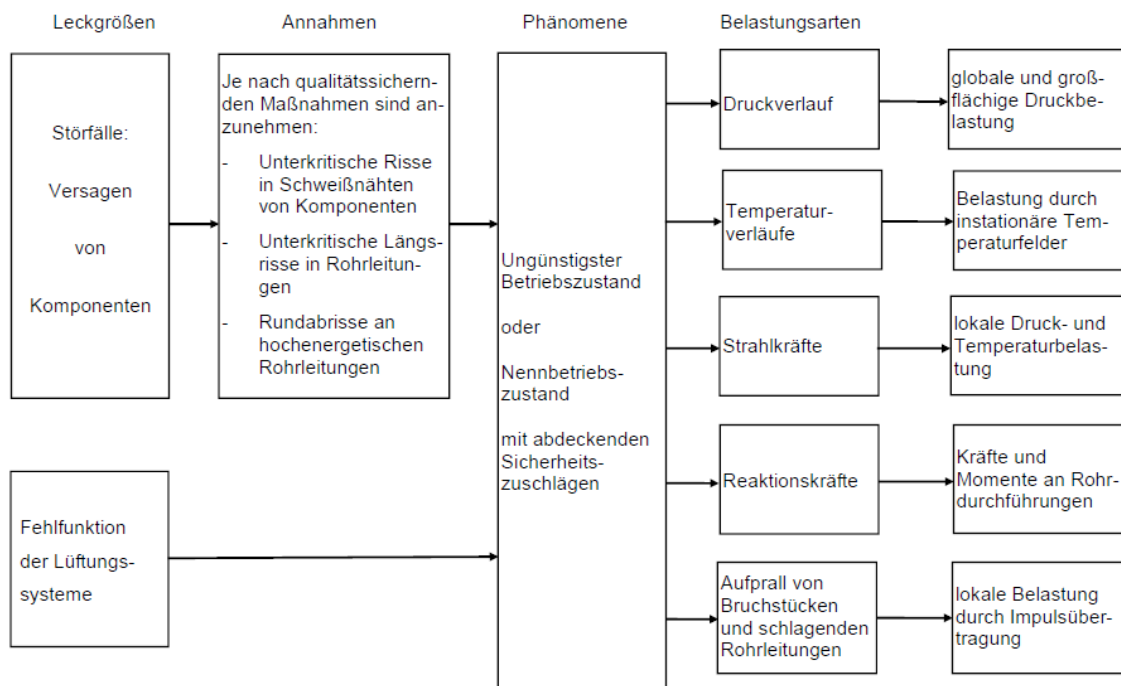 Leckgrößen
Annahmen
Phänomene
Belastungsarten
Störfälle:
Versagen
von
Komponenten
Je nach qualitätssichern-
den Maßnahmen sind an-
zunehmen:
- Unterkritische Risse
in Schweißnähten
von Komponenten
- Unterkritische Längs-
risse in Rohrleitun-
gen
- Rundabrisse an
hochenergetischen
Rohrleitungen
Fehlfunktion
der Lüftungs-
systeme
Ungünstigster
Betriebszustand
oder
Nennbetriebs-
zustand
mit abdeckenden
Sicherheits-
zuschlägen
Druckverlauf
globale und groß-
flächige Druckbe-
lastung
Temperatur-
verläufe
Belastung durch
instationäre Tem-
peraturfelder
Strahlkräfte
lokale Druck- und
Temperaturbelas-
tung
Reaktionskräfte
Kräfte und
Momente an Rohr-
durchführungen
Aufprall von
Bruchstücken
und schlagenden
Rohrleitungen
lokale Belastung
durch Impulsüber-
tragung